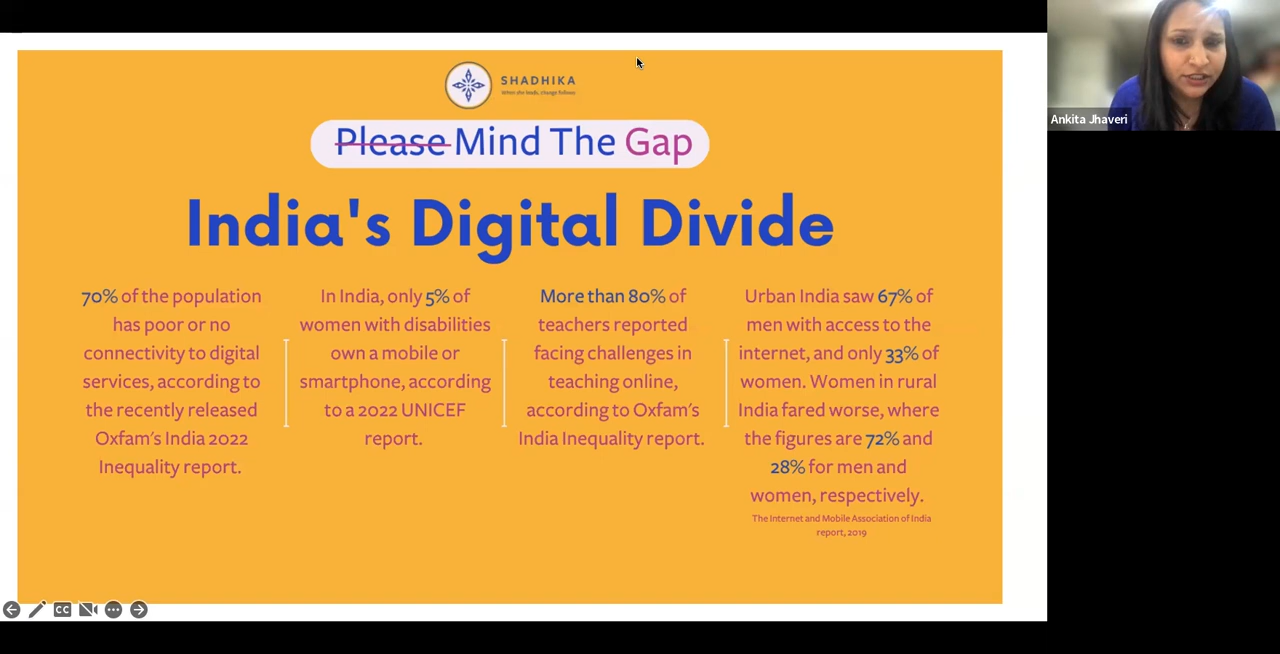 SHADHIKA
When she leads, change follows
Please Mind The Gap
India's Digital Divide
70% of the population
has poor or no
connectivity to digital
services, according to
the recently released
Oxfam's India 2022
Inequality report.
In India, only 5% of
women with disabilities
own a mobile or
smartphone, according
to a 2022 UNICEF
report.
More than 80% of
teachers reported
facing challenges in
teaching online,
according to Oxfam's
India Inequality report.
Urban India saw 67% of
men with access to the
internet, and only 33% of
women. Women in rural
India fared worse, where
the figures are 72% and
28% for men and
women, respectively.
The Internet and Mobile Association of India
report, 2019
Ankita Jhaveri
CC